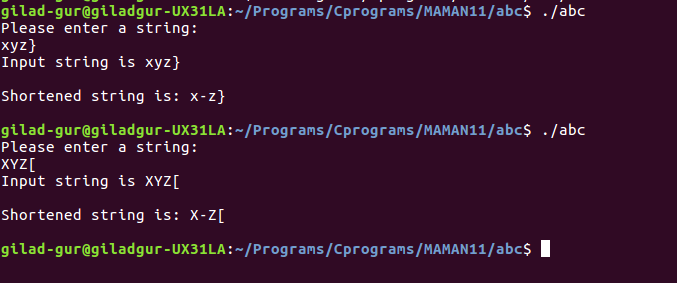 gilad-gur@giladgur-UX31LA:~/Programs/Cprograms/MAMAN11/abc$ ./abc
Please enter a string:
xyz}
Input string is xyz}
Shortened string is: x-z}
gilad-gur@giladgur-UX31LA:~/Programs/Cprograms/MAMAN11/abc$ ./abc
Please enter a string:
XYZ[
Input string is XYZ[
Shortened string is: X-Z[
gilad-gur@giladgur-UX31LA:~/Programs/Cprograms/MAMAN11/abc$